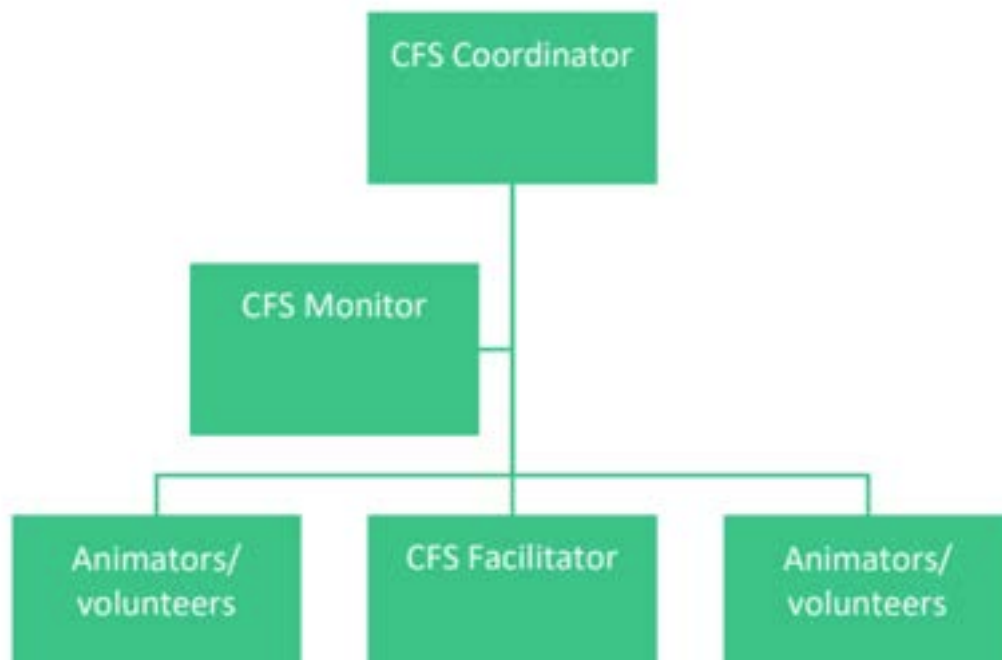 CFS Coordinator
CFS Monitor
Animators/
volunteers
CFS Facilitator
Animators/
volunteers